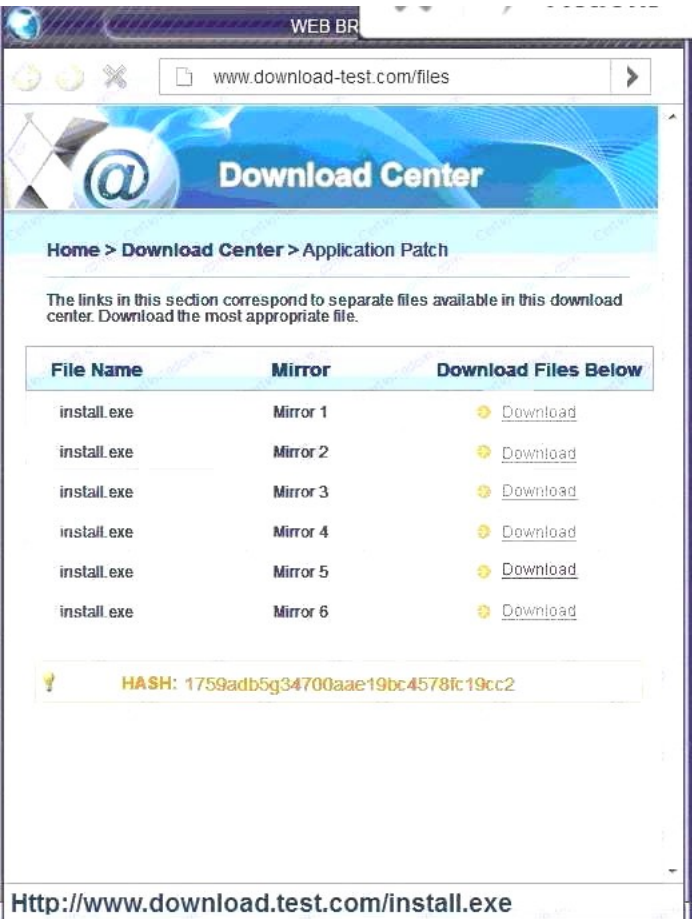 WEB BR
www.download-test.com/files
Download Center
Home > Download Center > Application Patch
The links in this section correspond to separate files available in this download
center. Download the most appropriate file.
File Name Mirror Download Files Below
install.exe Mirror 1 Download
install.exe Mirror 2 Download
install.exe Mirror 3 Download
install.exe Mirror 4 Download
install.exe Mirror 5 Download
install.exe Mirror 6 Download
HASH: 1759adb5g34700aae19bc4578fc19cc2
Http://www.download.test.com/install.exe